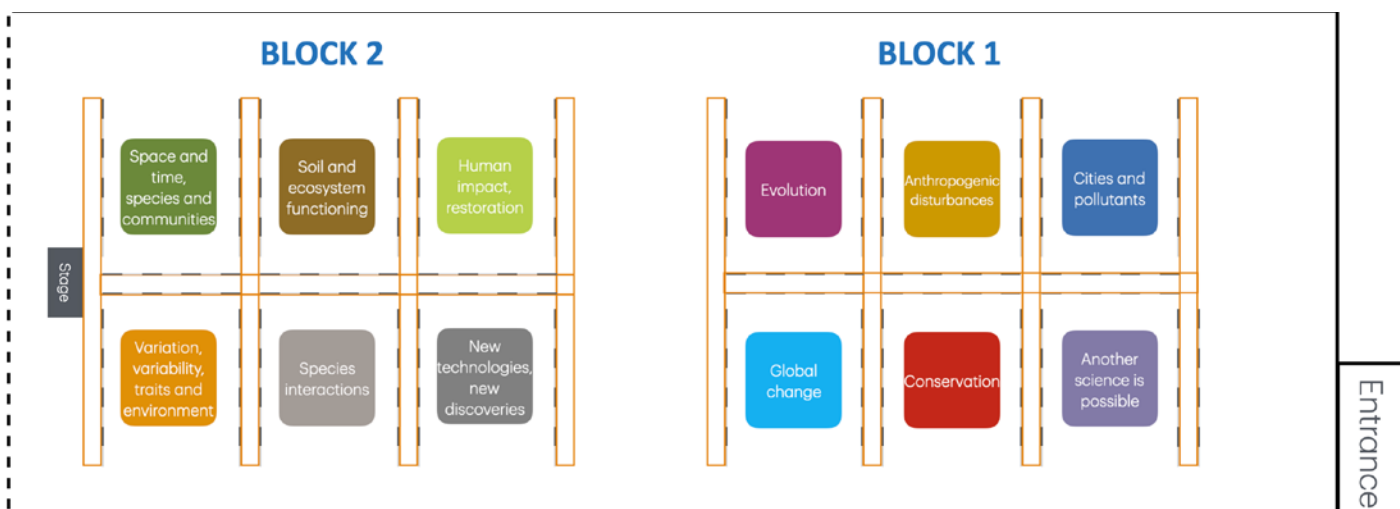 BLOCK 2
BLOCK 1
Space and
time,
species and
communities
Soil and
ecosystem
functioning
Human
impact,
restoration
Evolution
Anthropogenic
disturbances
Cities and
pollutants
Stage
Variation,
variability,
traits and
environment
Species
interactions
New
technologies,
new
discoveries
Global
change
Conservation
Another
science is
possible
Entrance